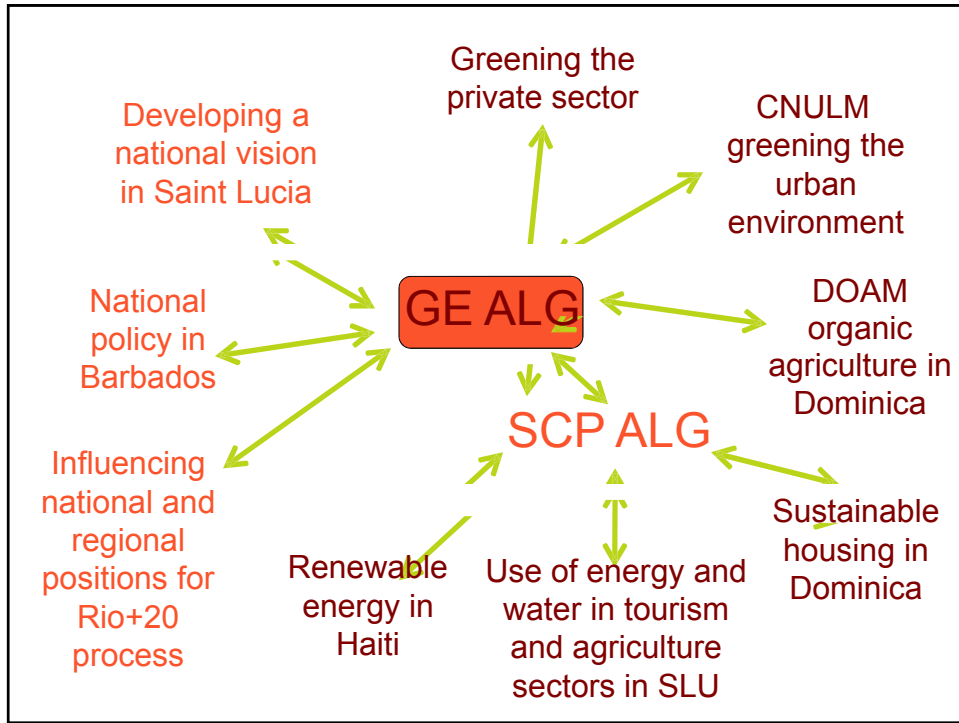 Greening the
private sector
Developing a
national vision
in Saint Lucia
CNULM
greening the
urban
environment
GE ALG
National
policy in
Barbados
DOAM
organic
agriculture in
Dominica
SCP ALG
Influencing
national and
regional
positions for
Rio+20
process
Renewable
energy in
Haiti
Use of energy and
water in tourism
and agriculture
sectors in SLU
Sustainable
housing in
Dominica